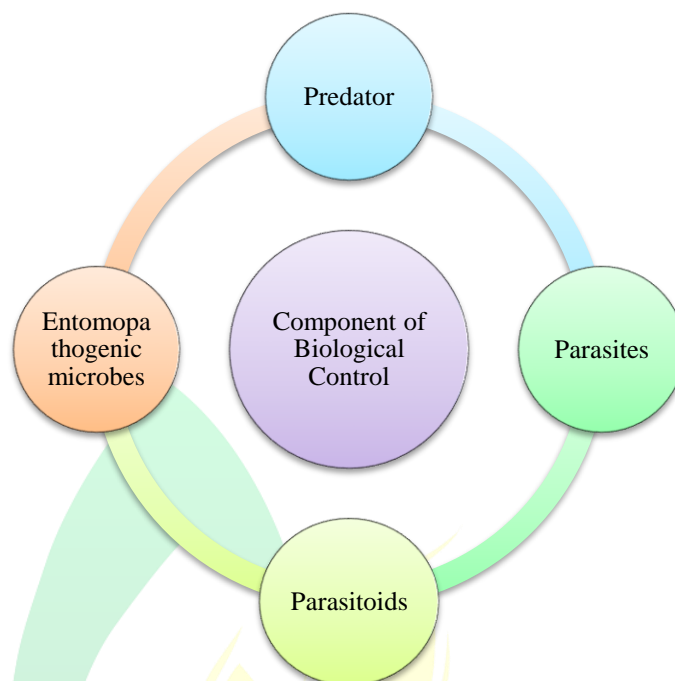 Predator
Entomopa
thogenic
microbes
Component of
Biological
Control
Parasites
Parasitoids